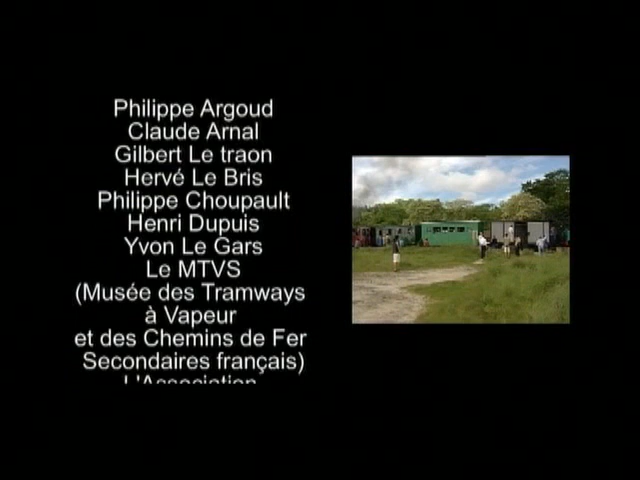 Philippe Argoud
Claude Arnal
Gilbert Le traon
Hervé Le Bris
Philippe Choupault
Henri Dupuis
Yvon Le Gars
Le MTVS
(Musée des Tramways
à Vapeur
et des Chemins de Fer
Secondaires français)
L'Association